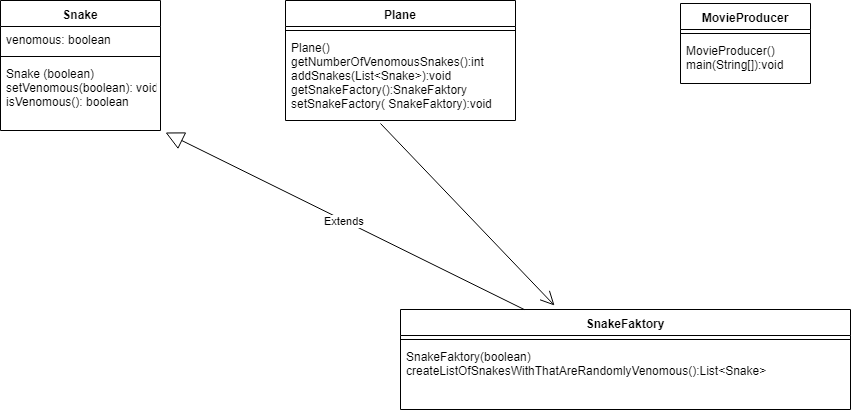 Snake
venomous: boolean
Snake (boolean)
setVenomous(boolean): void
isVenomous(): boolean
Plane
Plane()
getNumberOfVenomousSnakes():int
addSnakes(List<Snake>):void
getSnakeFactory():SnakeFaktory
setSnakeFactory( SnakeFaktory):void
MovieProducer
MovieProducer()
main(String[]):void
Extends
SnakeFaktory
SnakeFaktory(boolean)
createListOfSnakesWithThatAreRandomlyVenomous():List<Snake>